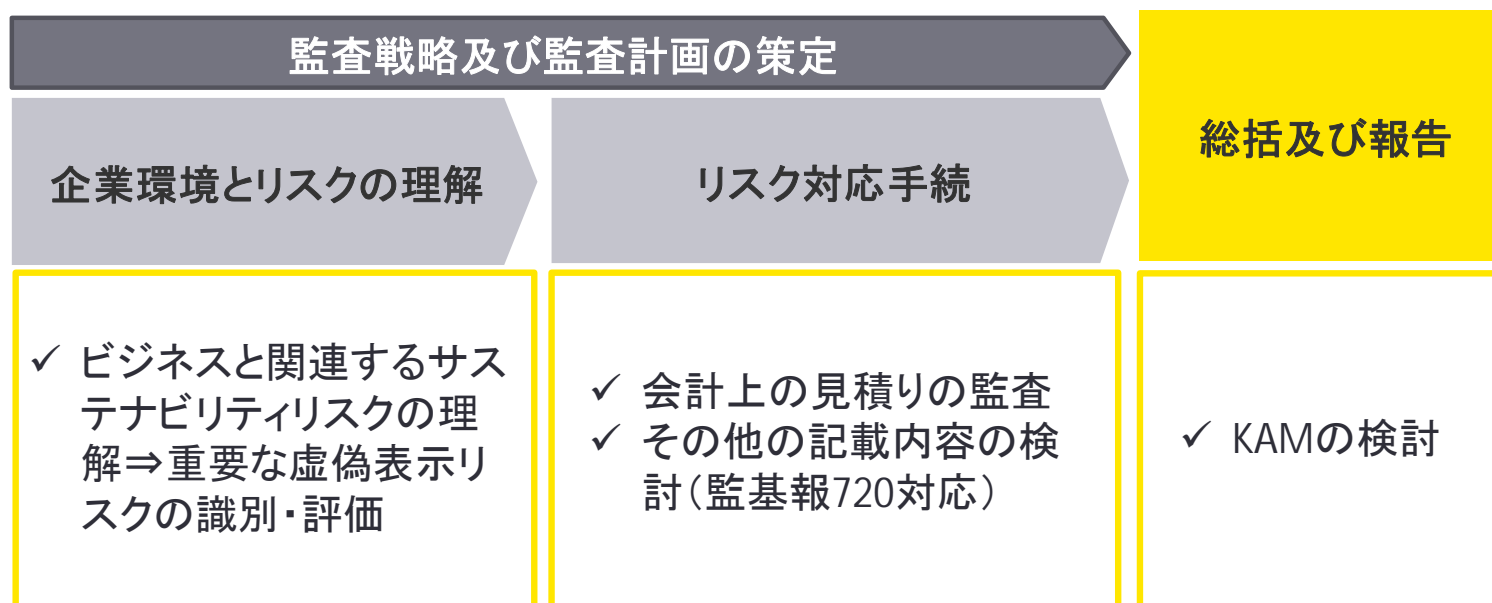 監査戦略及び監査計画の策定
総括及び報告
企業環境とリスクの理解
リスク対応手続
✓ ビジネスと関連するサス
テナビリティリスクの理
解⇒重要な虚偽表示リ
スクの識別・評価
✓ 会計上の見積りの監査
✓ その他の記載内容の検
討（監基報720対応）
✓ KAMの検討